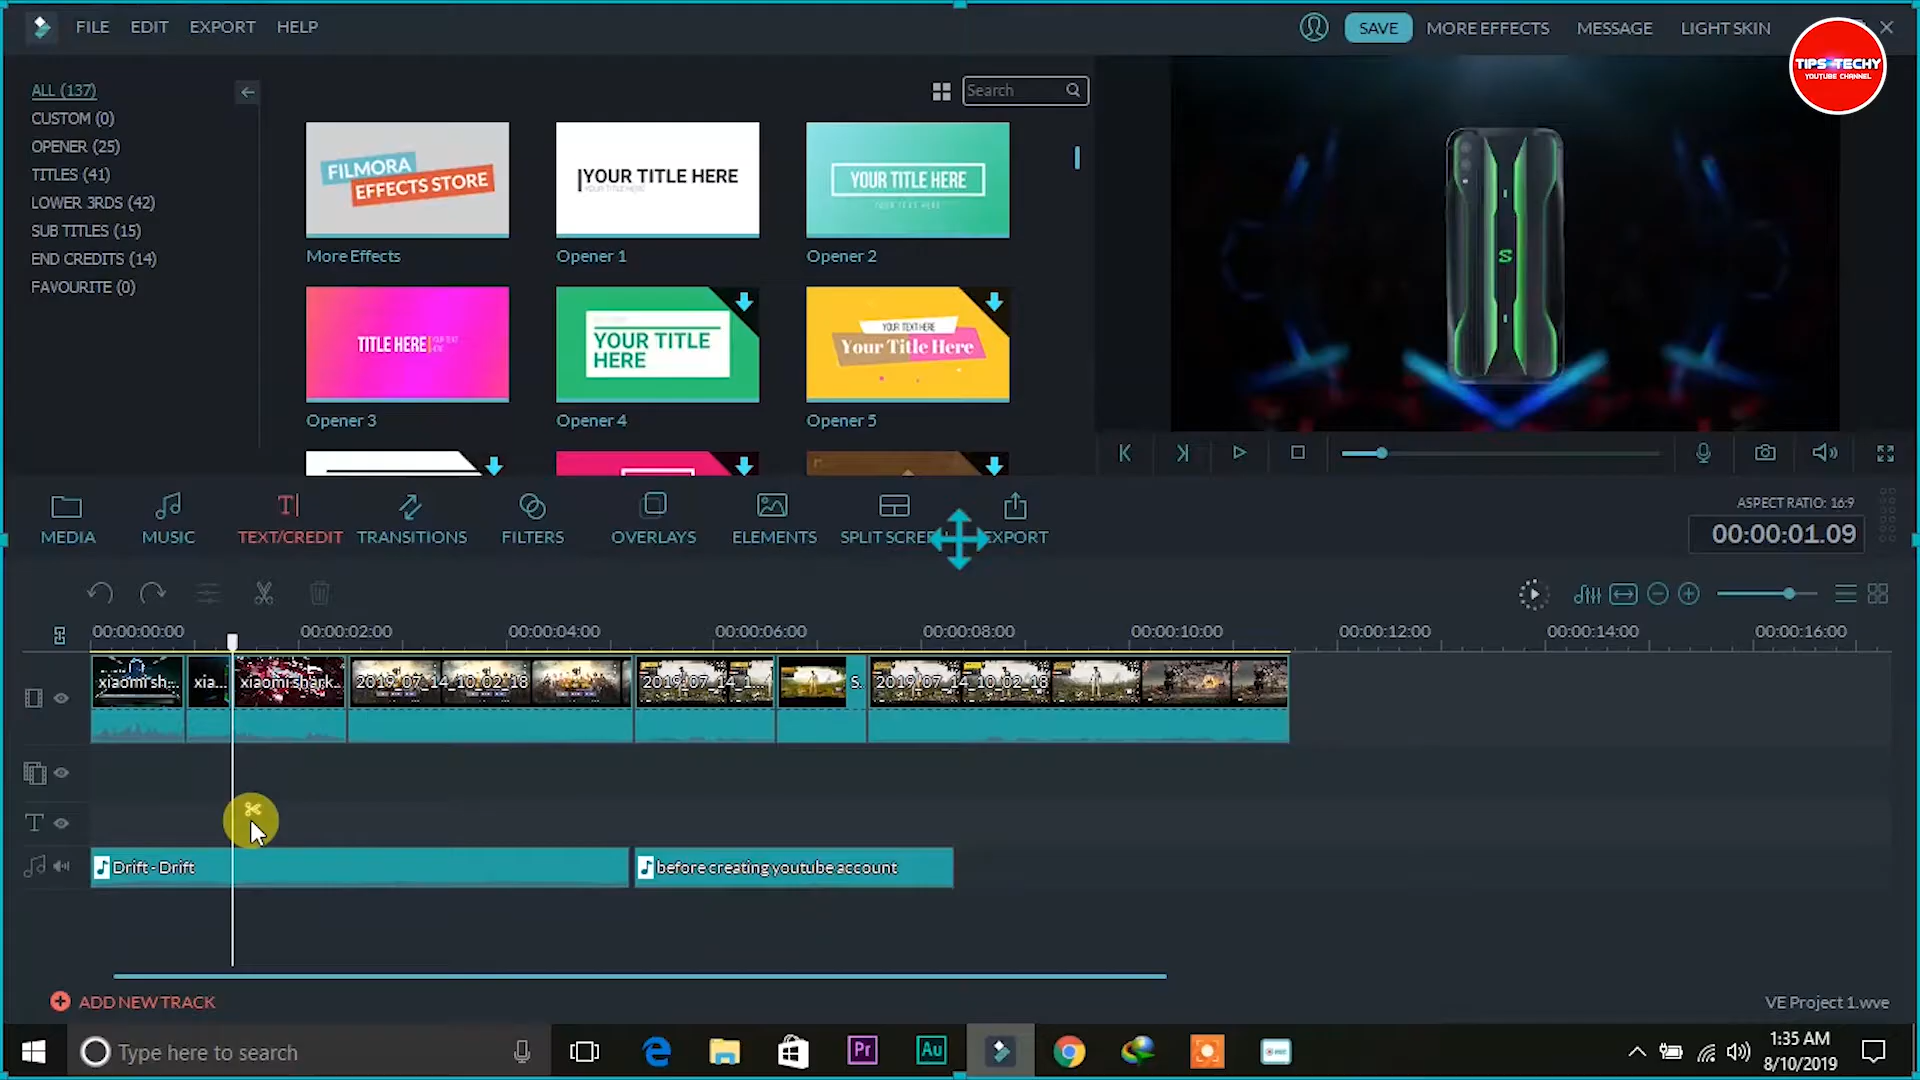 FILE EDIT EXPORT HELP
SAVE MORE EFFECTS MESSAGE LIGHT SKIN
TIPS TECHY
YOUTUBE CHANNEL
ALL (137)
CUSTOM (0)
OPENER (25)
TITLES (41)
LOWER 3RDS (42)
SUB TITLES (15)
END CREDITS (14)
FAVOURITE (0)
Search
FILMORA
EFFECTS STORE
More Effects
YOUR TITLE HERE
Opener 1
YOUR TITLE HERE
Opener 2
TITLE HERE
Opener 3
YOUR TITLE
HERE
Opener 4
YOUR TEXT HERE
Your Title Here
Opener 5
S
MEDIA MUSIC TEXT/CREDIT TRANSITIONS FILTERS OVERLAYS ELEMENTS SPLIT SCREE EXPORT
ASPECT RATIO: 16:9
00:00:01.09
00:00:00:00 00:00:02:00 00:00:04:00 00:00:06:00 00:00:08:00 00:00:10:00 00:00:12:00 00:00:14:00 00:00:16:00
xiaomi sh... xia... xiaomi shark... 2019_07_14_10_02_18 2019_07_14_1... S. 2019_07_14_10_02_18
Drift - Drift before creating youtube account
ADD NEW TRACK
VE Project 1.wve
Type here to search
Pr Au
1:35 AM
8/10/2019